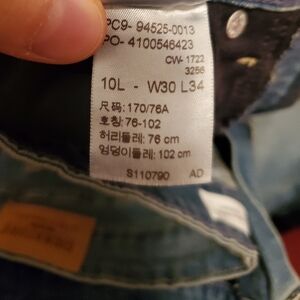 PC9- 94525-0013
PO- 4100546423
CW- 1722
3256
10L - W30 L34
尺码: 170/76A
호칭: 76-102
허리둘레: 76 cm
엉덩이둘레: 102 cm
S110790 AD